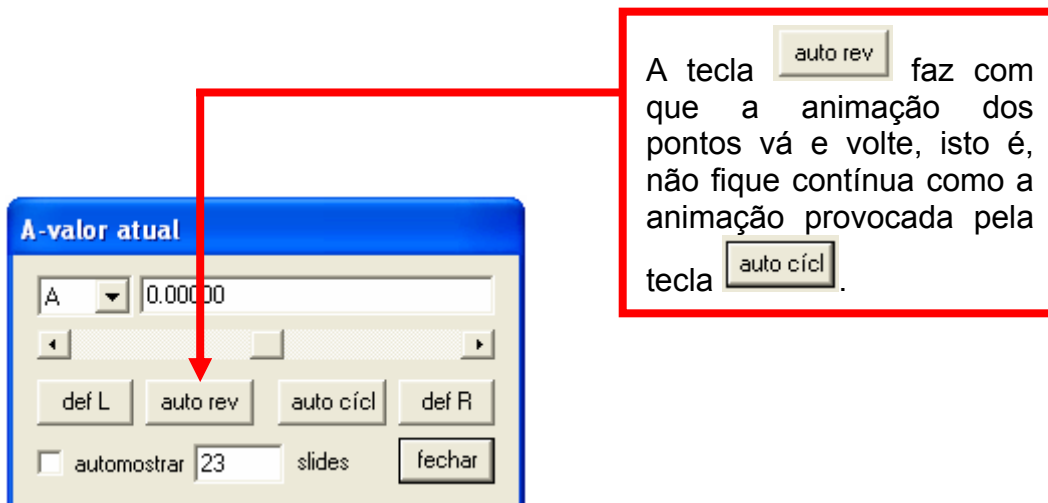 A tecla auto rev faz com
que a animação dos
pontos vá e volte, isto é,
não fique contínua como a
animação provocada pela
tecla auto cícl.
A-valor atual
A 0.00000
def L auto rev auto cícl def R
automostrar 23 slides fechar